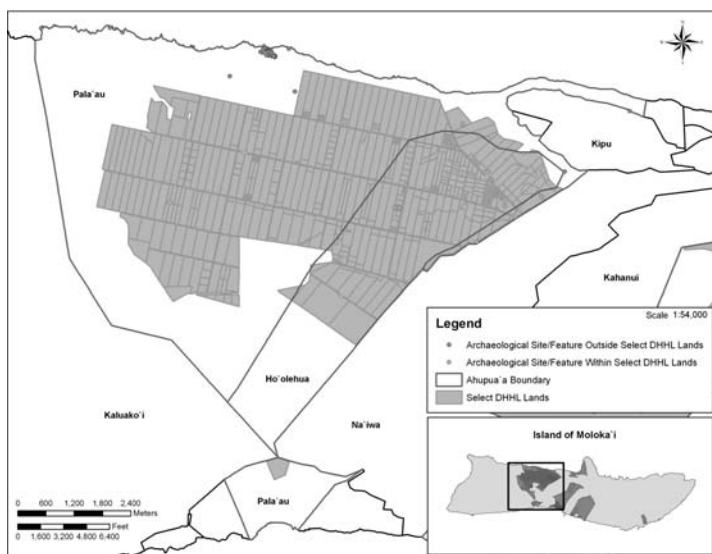 N
Pala`au
Kipu
Kahanui
Scale 1:54,000
Legend
Archaeological Site/Feature Outside Select DHHL Lands
Archaeological Site/Feature Within Select DHHL Lands
Ahupua`a Boundary
Select DHHL Lands
Ho`olehua
Kaluako`i
Na`iwa
Pala`au
Island of Moloka`i
0 600 1,200 1,800 2,400
Meters
Feet
0 1,600 3,200 4,800 6,400